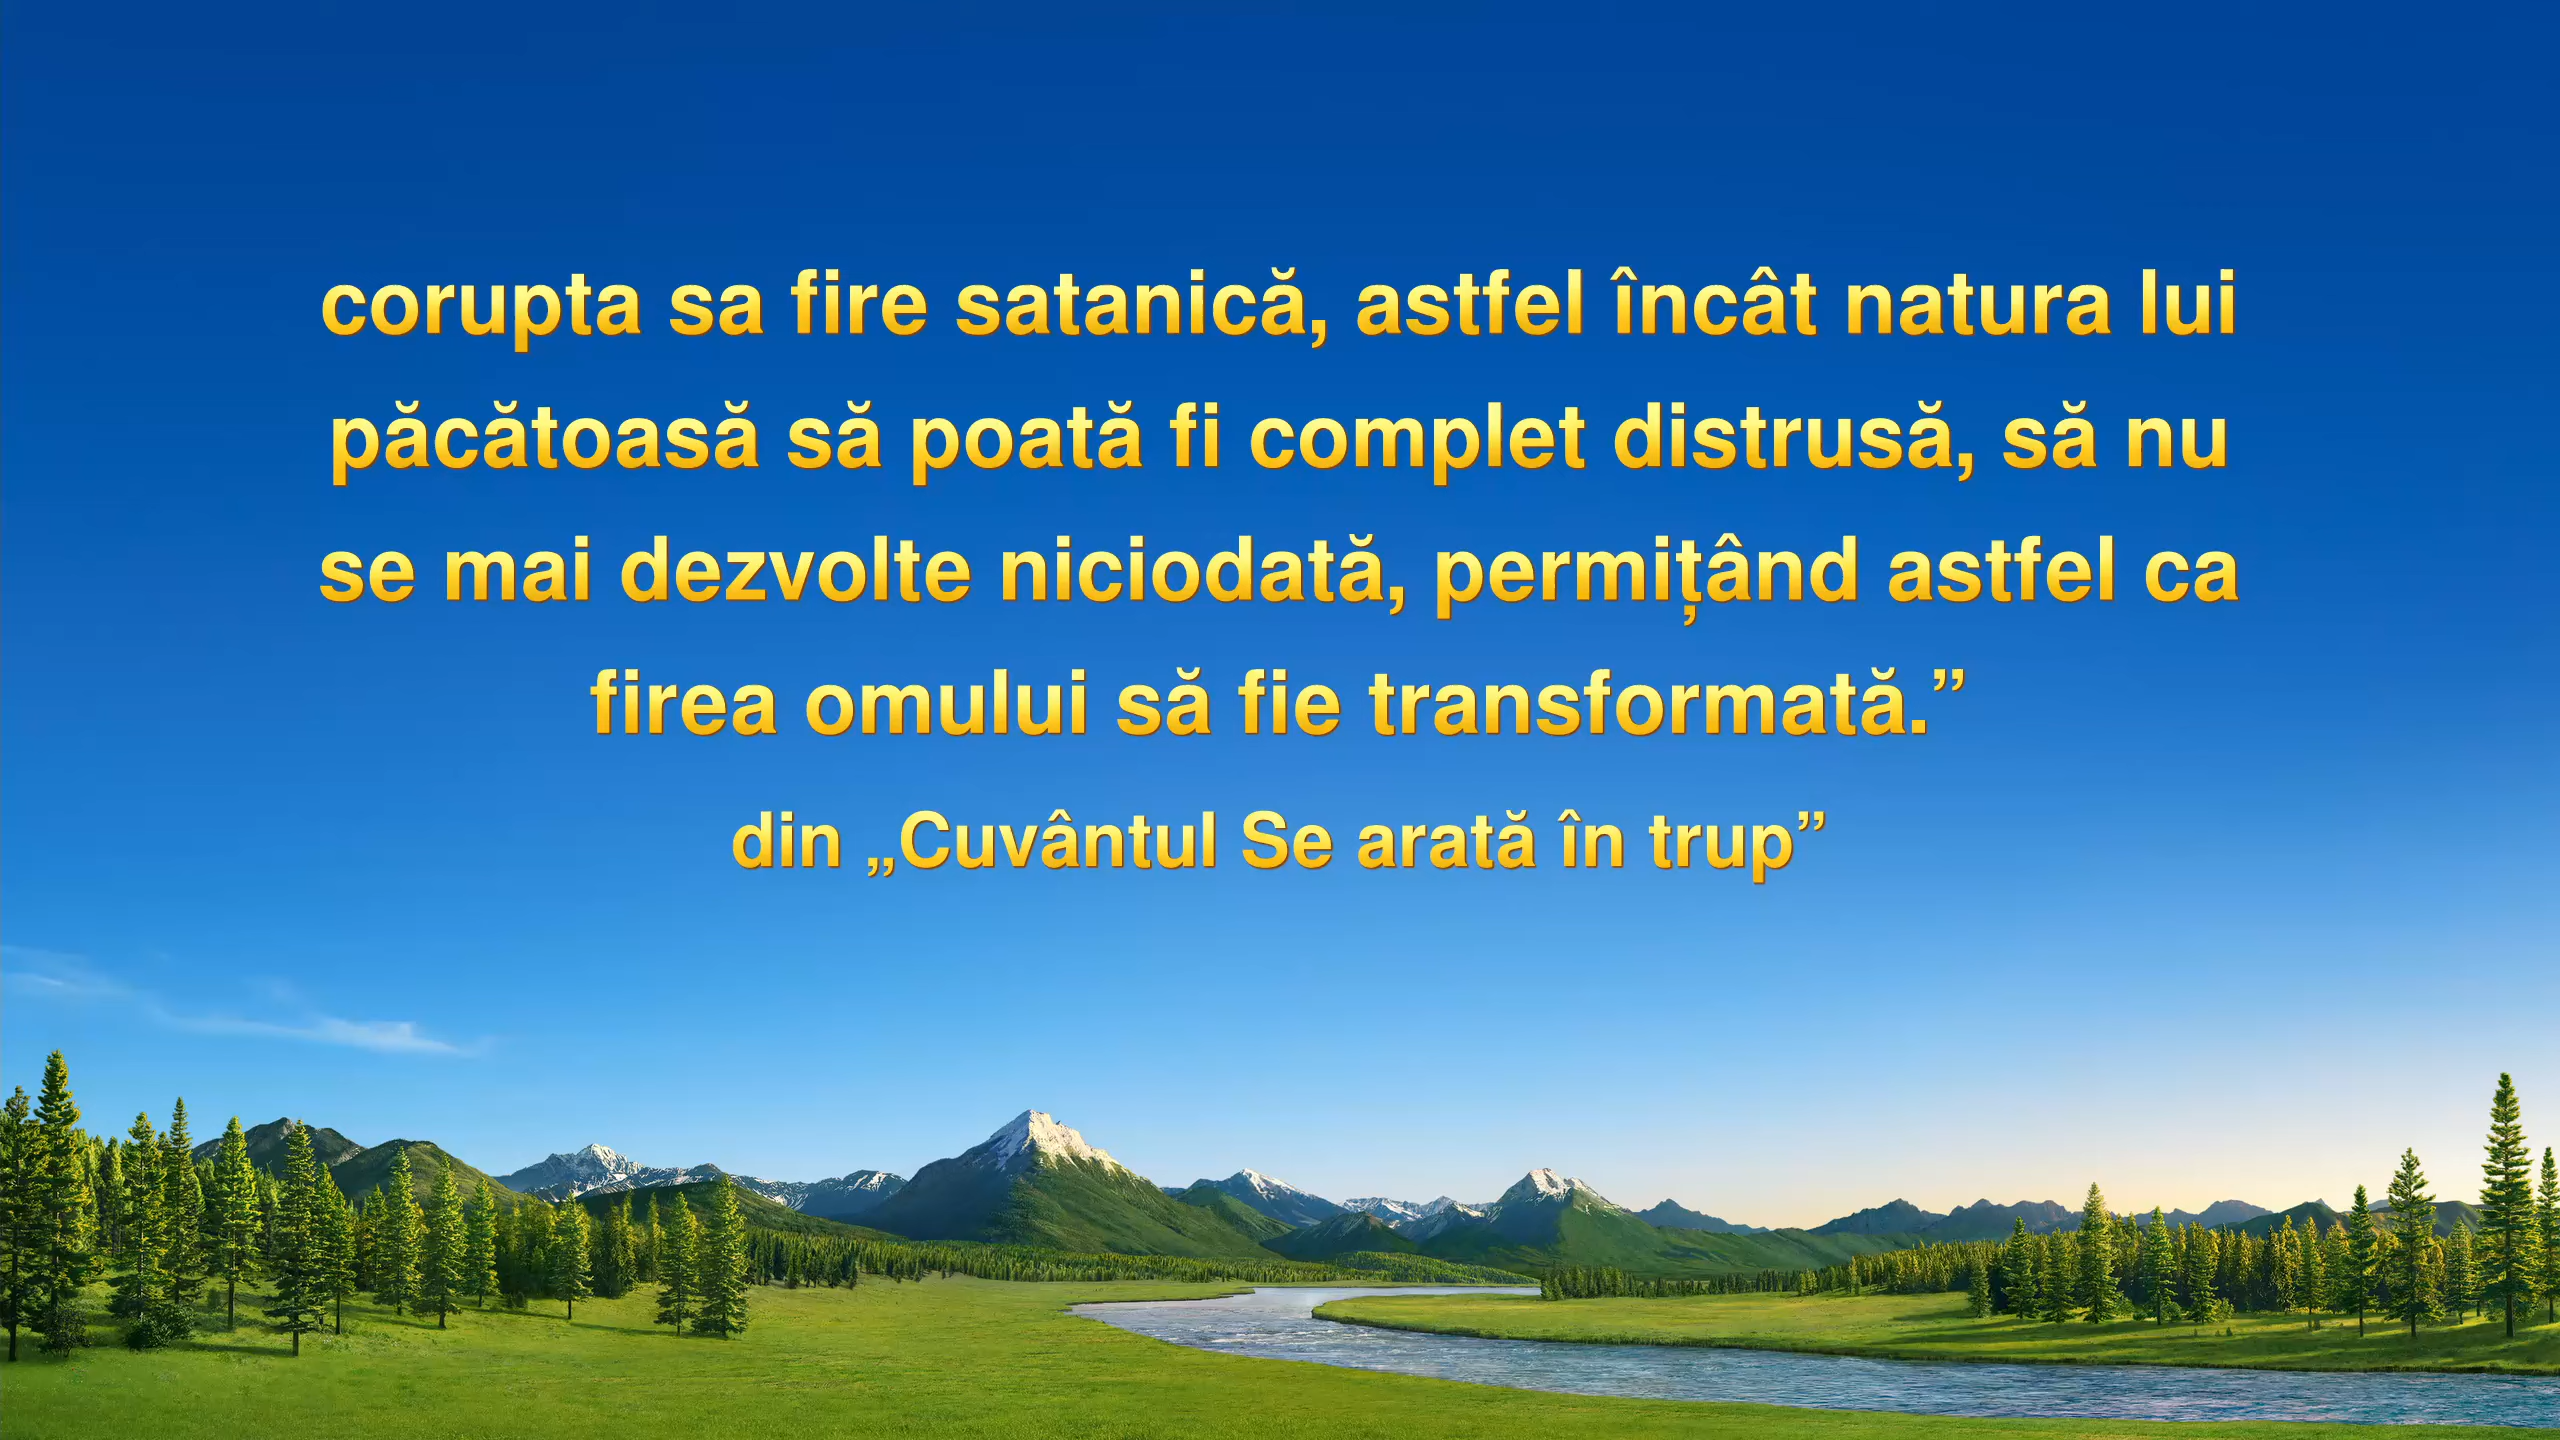 corupta sa fire satanică, astfel încât natura lui
păcătoasă să poată fi complet distrusă, să nu
se mai dezvolte niciodată, permițând astfel ca
firea omului să fie transformată.”
din „Cuvântul Se arată în trup”